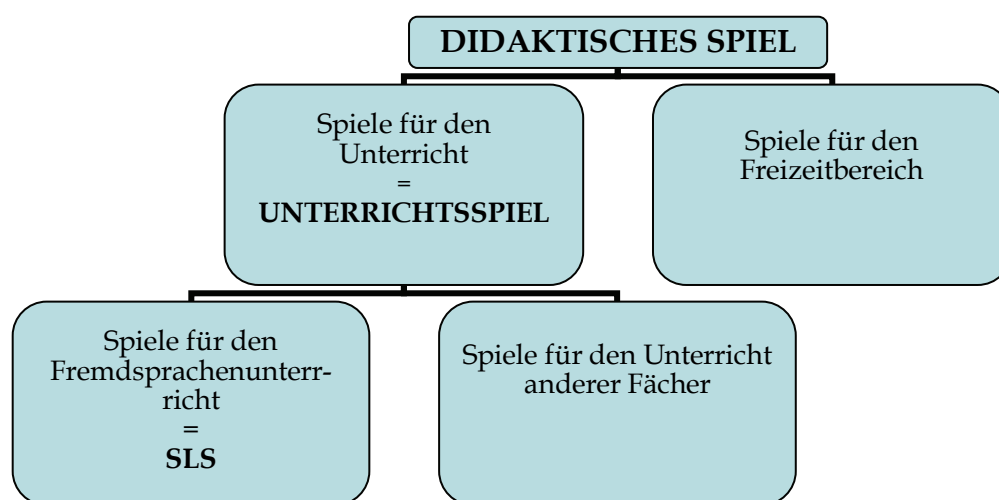 DIDAKTISCHES SPIEL
Spiele für den
Unterricht
=
UNTERRICHTSSPIEL
Spiele für den
Freizeitbereich
Spiele für den
Fremdsprachenunterr-
richt
=
SLS
Spiele für den Unterricht
anderer Fächer